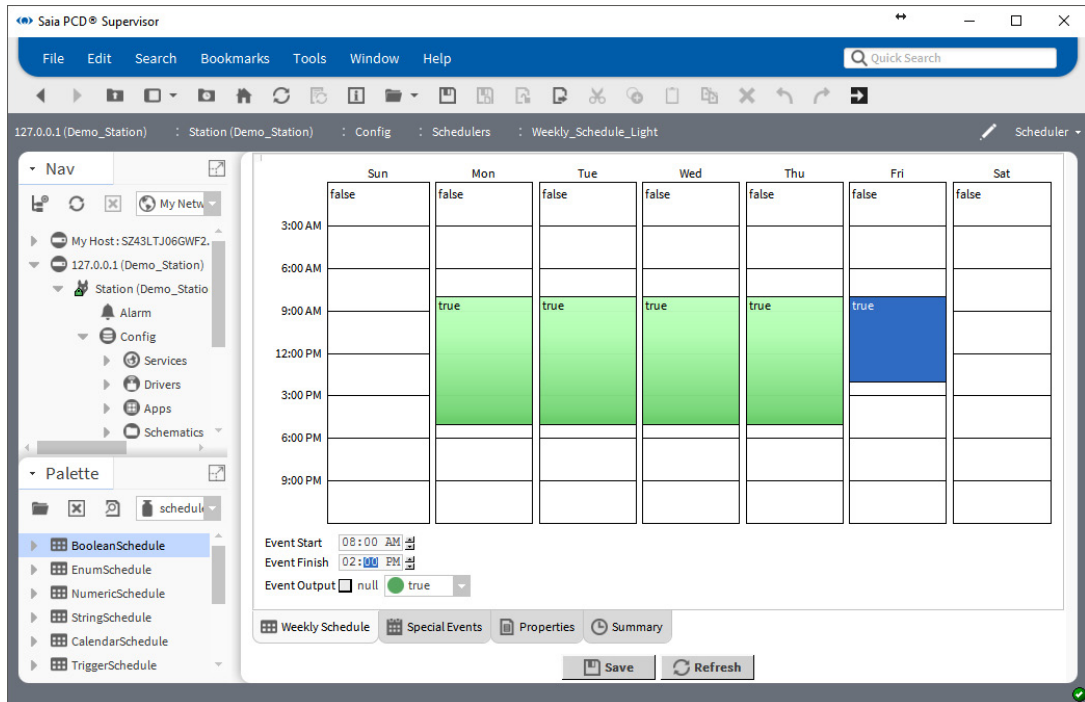 Saia PCD® Supervisor
File Edit Search Bookmarks Tools Window Help
Quick Search
127.0.0.1 (Demo_Station) : Station (Demo_Station) : Config : Schedulers : Weekly_Schedule_Light
Scheduler
Nav
My Netw
My Host : SZ43LTJ06GWF2.
127.0.0.1 (Demo_Station)
Station (Demo_Statio
Alarm
Config
Services
Drivers
Apps
Schematics
Palette
schedule
BooleanSchedule
EnumSchedule
NumericSchedule
StringSchedule
CalendarSchedule
TriggerSchedule
Sun Mon Tue Wed Thu Fri Sat
false false false false false false false
3:00 AM
6:00 AM
true true true true true
9:00 AM
12:00 PM
3:00 PM
6:00 PM
9:00 PM
Event Start 08:00 AM
Event Finish 02:00 PM
Event Output null true
Weekly Schedule Special Events Properties Summary
Save Refresh